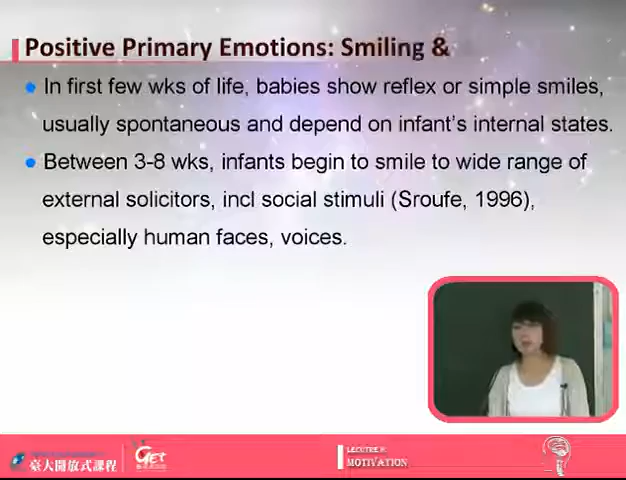 Positive Primary Emotions: Smiling &
In first few wks of life, babies show reflex or simple smiles,
usually spontaneous and depend on infant's internal states.
Between 3-8 wks, infants begin to smile to wide range of
external solicitors, incl social stimuli (Sroufe, 1996),
especially human faces, voices.
臺大開放式課程
GET
MOTIVATION